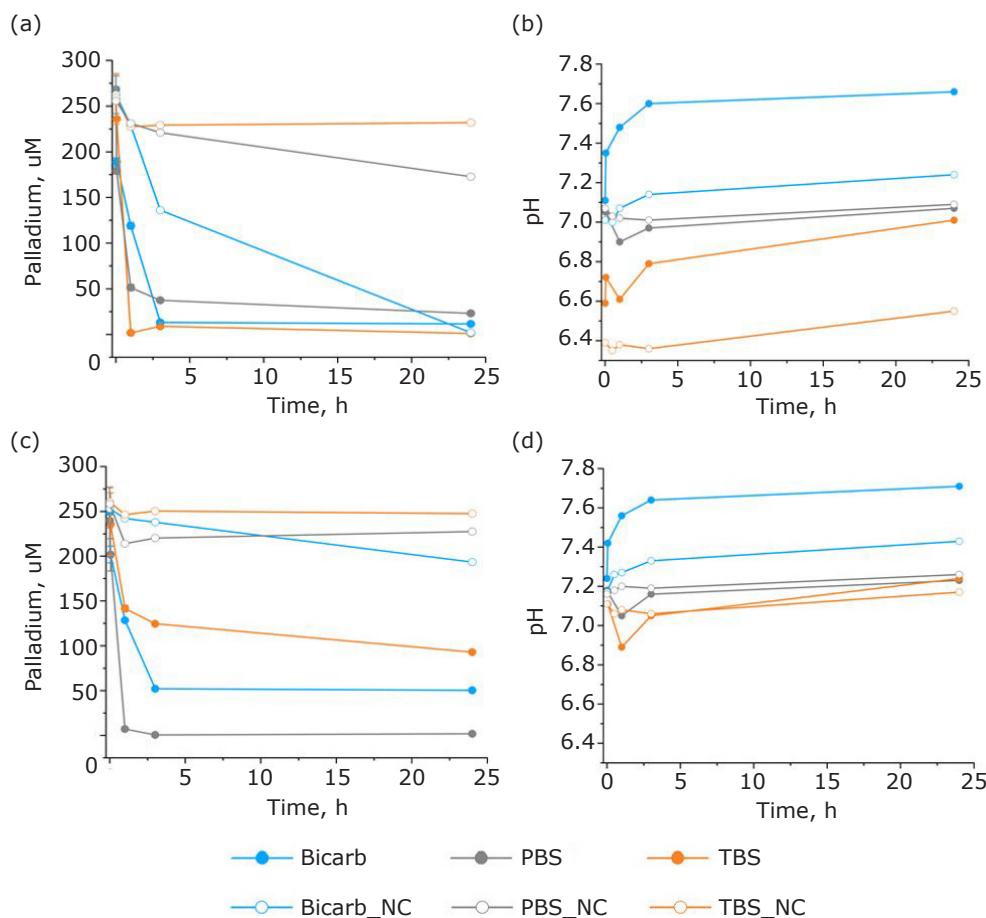 (a)
Palladium, uM
300
250
200
150
100
50
0
0 5 10 15 20 25
Time, h
(b)
pH
7.8
7.6
7.4
7.2
7.0
6.8
6.6
6.4
0 5 10 15 20 25
Time, h
(c)
Palladium, uM
300
250
200
150
100
50
0
0 5 10 15 20 25
Time, h
(d)
pH
7.8
7.6
7.4
7.2
7.0
6.8
6.6
6.4
0 5 10 15 20 25
Time, h
Bicarb PBS TBS
Bicarb_NC PBS_NC TBS_NC